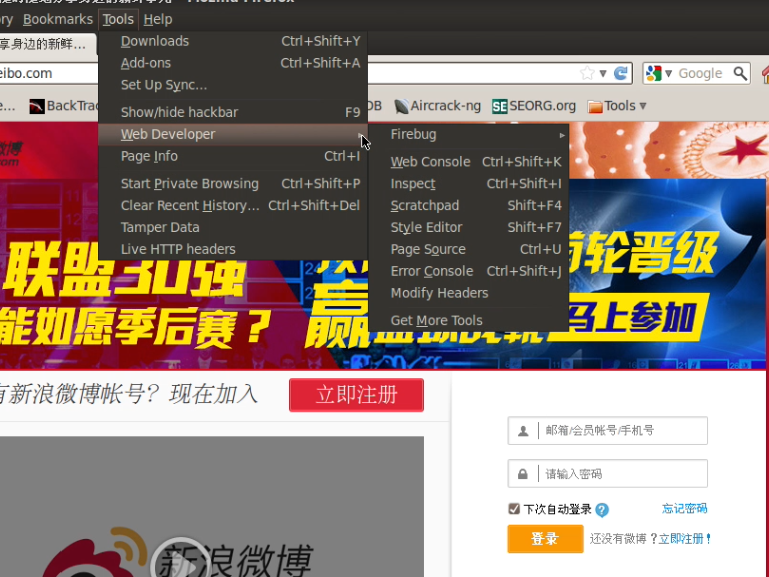 ry Bookmarks Tools Help
享身边的新鲜...
eibo.com
Google
e... BackTrac
DB Aircrack-ng SEORG.org Tools
Downloads Ctrl+Shift+Y
Add-ons Ctrl+Shift+A
Set Up Sync...
Show/hide hackbar F9
Web Developer
Page Info Ctrl+I
Start Private Browsing Ctrl+Shift+P
Clear Recent History... Ctrl+Shift+Del
Tamper Data
Live HTTP headers
Firebug
Web Console Ctrl+Shift+K
Inspect Ctrl+Shift+I
Scratchpad Shift+F4
Style Editor Shift+F7
Page Source Ctrl+U
Error Console Ctrl+Shift+J
Modify Headers
Get More Tools
联盟30强
能如愿季后赛？
前轮晋级
马上参加
有新浪微博帐号？现在加入
立即注册
邮箱/会员帐号/手机号
请输入密码
下次自动登录 忘记密码
登录 还没有微博？立即注册！
新浪微博